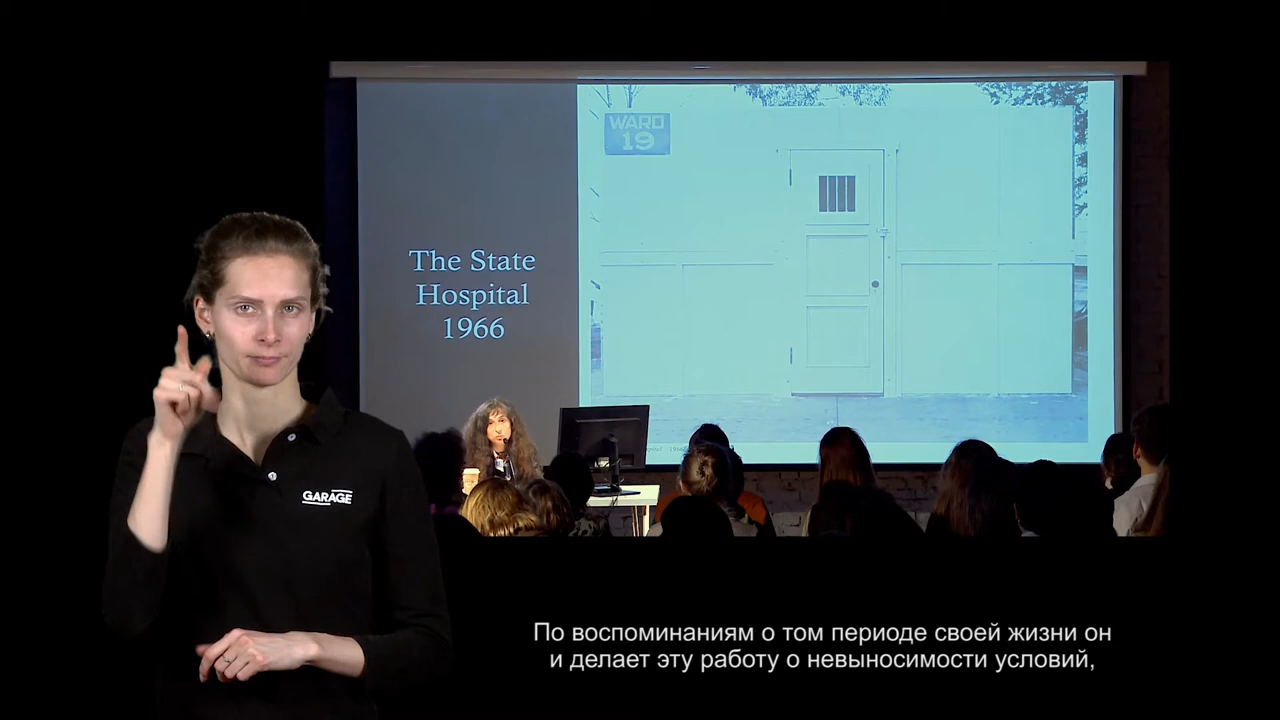 WARD
19
The State
Hospital
1966
GARAGE
По воспоминаниям о том периоде своей жизни он
и делает эту работу о невыносимости условий,